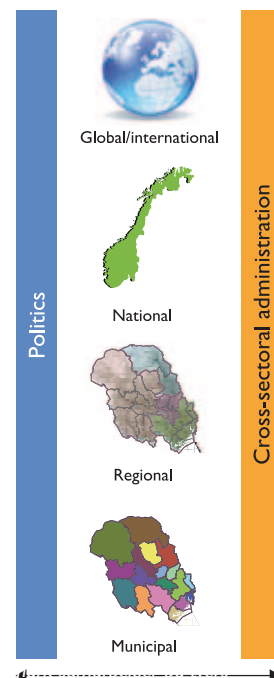 Global/international
National
Regional
Municipal
Politics
Cross-sectoral administration